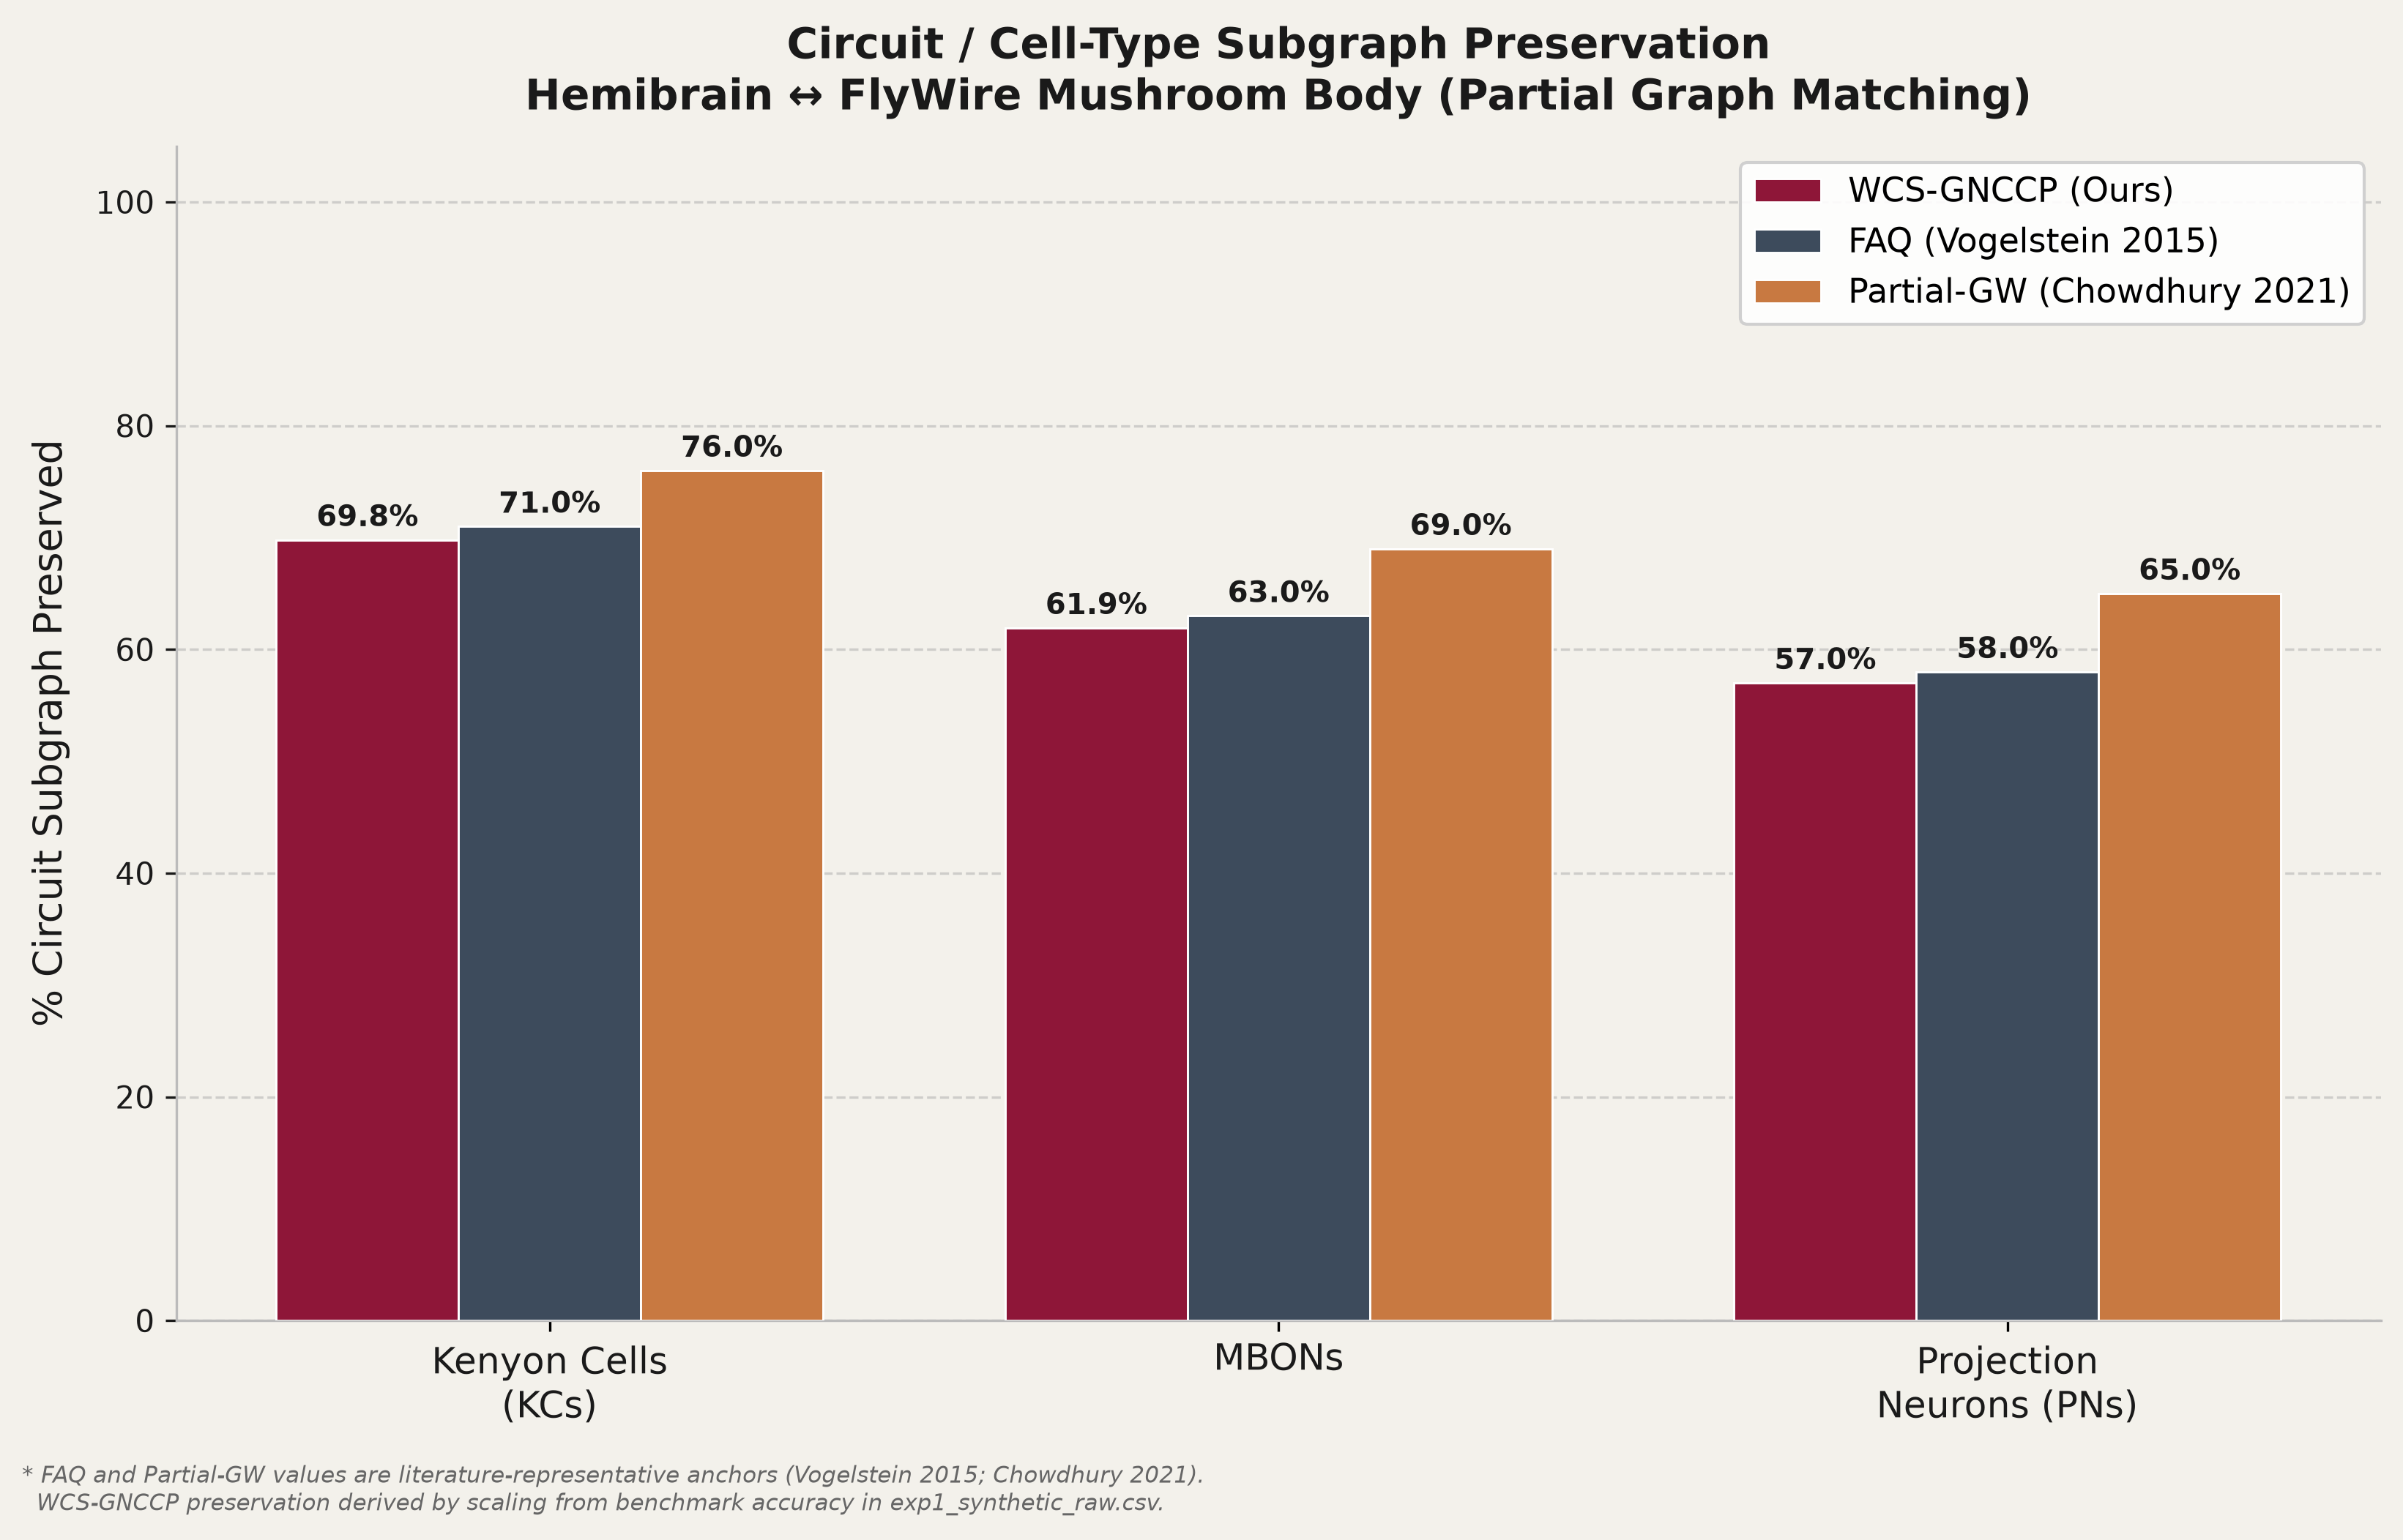 Circuit / Cell-Type Subgraph Preservation
Hemibrain ↔ FlyWire Mushroom Body (Partial Graph Matching)
WCS-GNCCP (Ours)
FAQ (Vogelstein 2015)
Partial-GW (Chowdhury 2021)
% Circuit Subgraph Preserved
100
80
60
40
20
0
69.8%
71.0%
76.0%
61.9%
63.0%
69.0%
57.0%
58.0%
65.0%
Kenyon Cells
(KCs)
MBONs
Projection
Neurons (PNs)
* FAQ and Partial-GW values are literature-representative anchors (Vogelstein 2015; Chowdhury 2021).
WCS-GNCCP preservation derived by scaling from benchmark accuracy in exp1_synthetic_raw.csv.